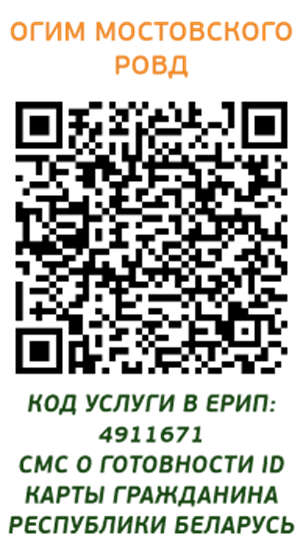 ОГИМ МОСТОВСКОГО
РОВД
КОД УСЛУГИ В ЕРИП:
4911671
СМС О ГОТОВНОСТИ ID
КАРТЫ ГРАЖДАНИНА
РЕСПУБЛИКИ БЕЛАРУСЬ